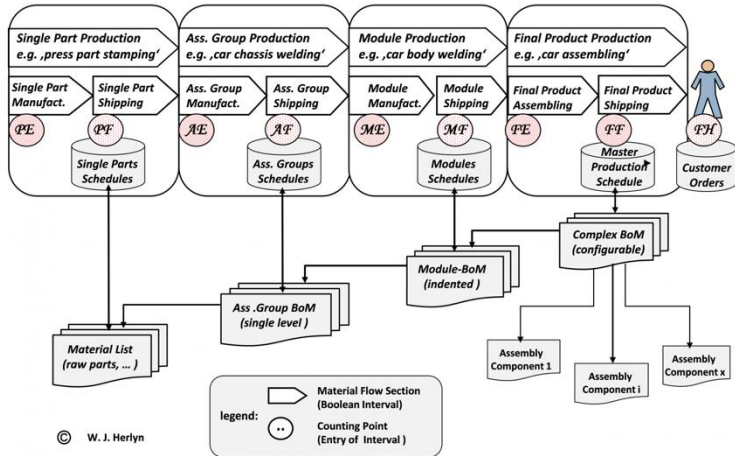 Single Part Production
e.g. ‚press part stamping‘
Ass. Group Production
e.g. ‚car chassis welding‘
Module Production
e.g. ‚car body welding‘
Final Product Production
e.g. ‚car assembling‘
Single Part
Manufact.
Single Part
Shipping
Ass. Group
Manufact.
Ass. Group
Shipping
Module
Manufact.
Module
Shipping
Final Product
Assembling
Final Product
Shipping
PE
PF
AE
AF
ME
MF
FE
FF
FH
Single Parts
Schedules
Ass. Groups
Schedules
Modules
Schedules
Master
Production
Schedule
Customer
Orders
Complex BoM
(configurable)
Module-BoM
(indented )
Ass .Group BoM
(single level )
Material List
(raw parts, ... )
Assembly
Component 1
Assembly
Component i
Assembly
Component x
legend:
Material Flow Section
(Boolean Interval)
Counting Point
(Entry of Interval )
© W. J. Herlyn